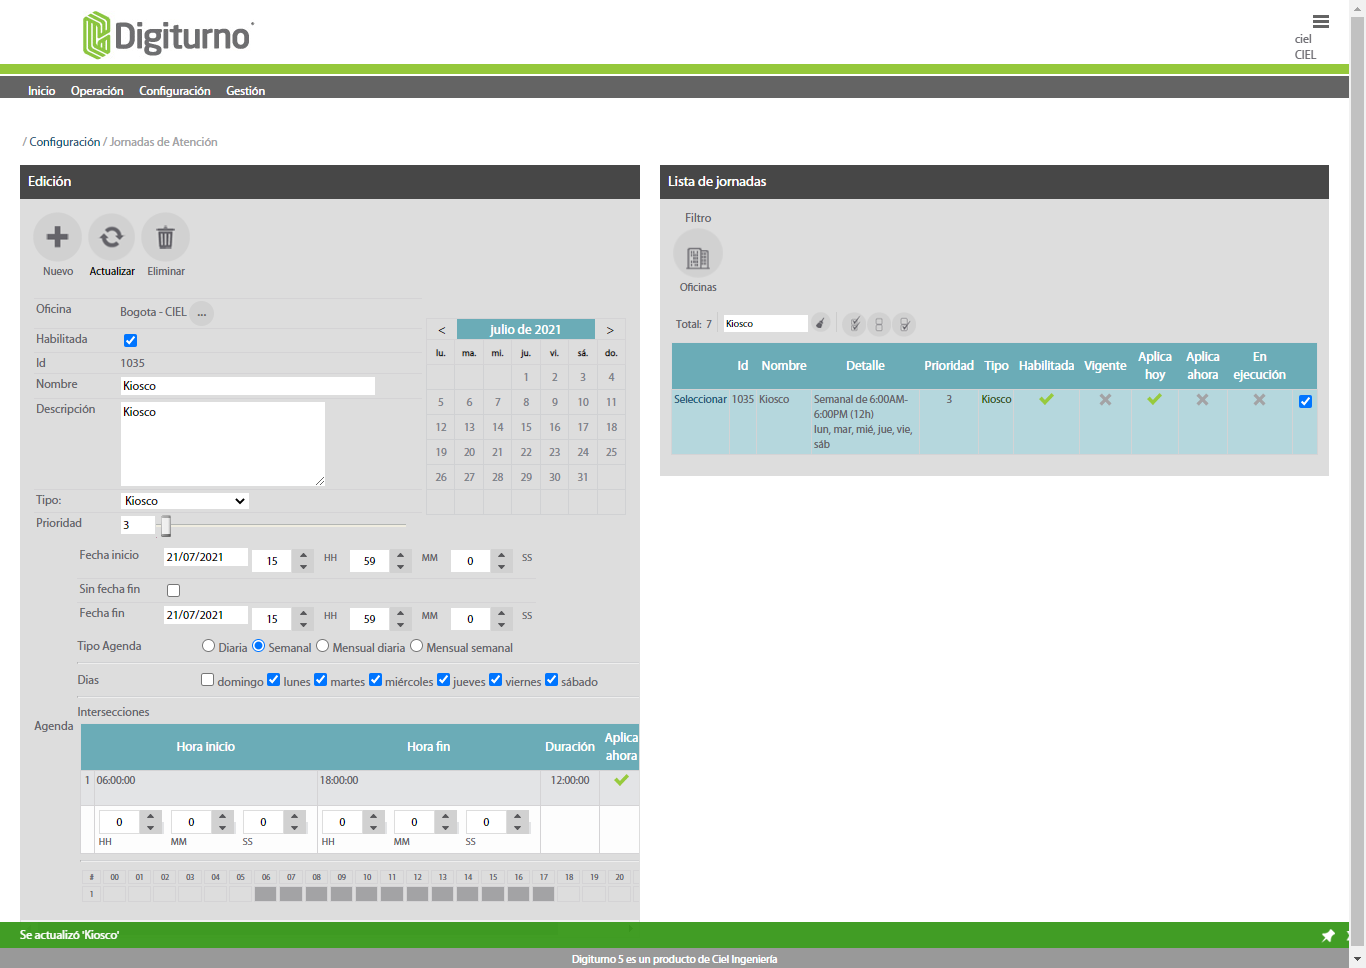 Digiturno
ciel
CIEL
Inicio Operación Configuración Gestión
/ Configuración / Jornadas de Atención
Edición
Nuevo Actualizar Eliminar
Oficina Bogota - CIEL ...
Habilitada
Id 1035
Nombre Kiosco
Descripción Kiosco
Tipo: Kiosco
Prioridad 3
< julio de 2021 >
lu. ma. mi. ju. vi. sá. do.
1 2 3 4
5 6 7 8 9 10 11
12 13 14 15 16 17 18
19 20 21 22 23 24 25
26 27 28 29 30 31
Fecha inicio 21/07/2021 15 HH 59 MM 0 SS
Sin fecha fin
Fecha fin 21/07/2021 15 HH 59 MM 0 SS
Tipo Agenda Diaria Semanal Mensual diaria Mensual semanal
Dias domingo lunes martes miércoles jueves viernes sábado
Intersecciones
Agenda
Hora inicio Hora fin Duración Aplica ahora
1 06:00:00 18:00:00 12:00:00
0 0 0 0 0 0
HH MM SS HH MM SS
# 00 01 02 03 04 05 06 07 08 09 10 11 12 13 14 15 16 17 18 19 20
1
Lista de jornadas
Filtro
Oficinas
Total: 7 Kiosco
Id Nombre Detalle Prioridad Tipo Habilitada Vigente Aplica hoy Aplica ahora En ejecución
Seleccionar 1035 Kiosco Semanal de 6:00AM- 3 Kiosco
6:00PM (12h)
lun, mar, mié, jue, vie,
sáb
Se actualizó 'Kiosco'
Digiturno 5 es un producto de Ciel Ingeniería